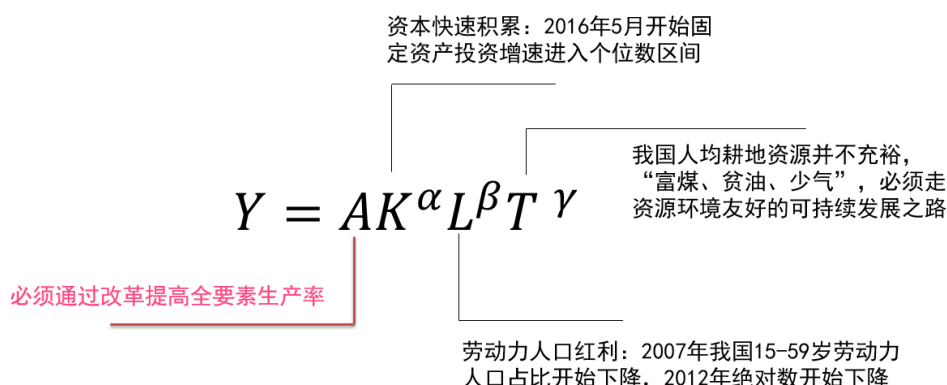 资本快速积累：2016年5月开始固
定资产投资增速进入个位数区间
我国人均耕地资源并不充裕，
“富煤、贫油、少气”，必须走
资源环境友好的可持续发展之路
Y = AK^α L^β T^γ
必须通过改革提高全要素生产率
劳动力人口红利：2007年我国15-59岁劳动力
人口占比开始下降，2012年绝对数开始下降